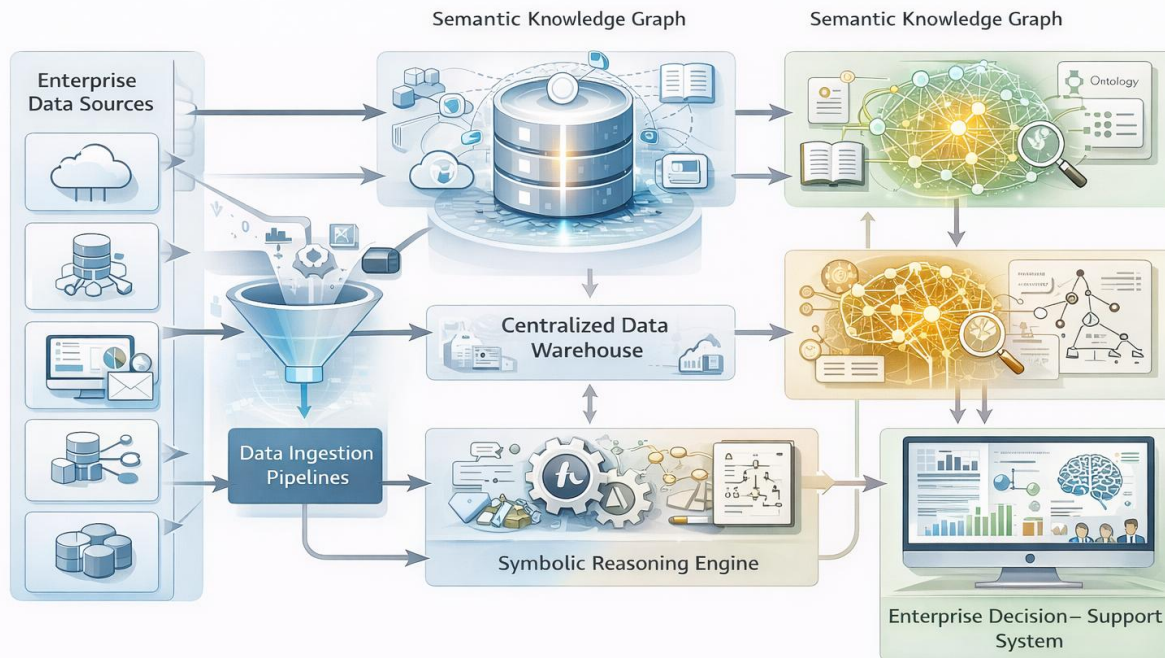 Semantic Knowledge Graph
Semantic Knowledge Graph
Enterprise
Data Sources
Ontology
Centralized Data
Warehouse
Data Ingestion
Pipelines
Symbolic Reasoning Engine
Enterprise Decision– Support
System